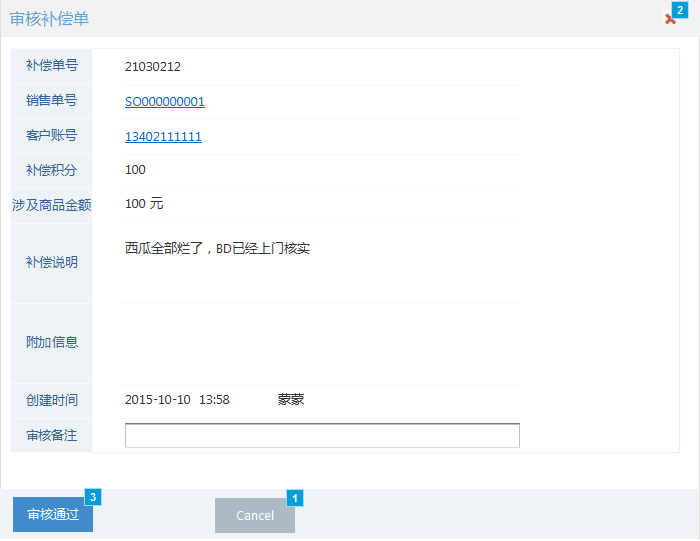 审核补偿单
2
补偿单号 21030212
销售单号 SO000000001
客户账号 13402111111
补偿积分 100
涉及商品金额 100 元
补偿说明 西瓜全部烂了，BD已经上门核实
附加信息
创建时间 2015-10-10 13:58 蒙蒙
审核备注
审核通过 3 Cancel 1